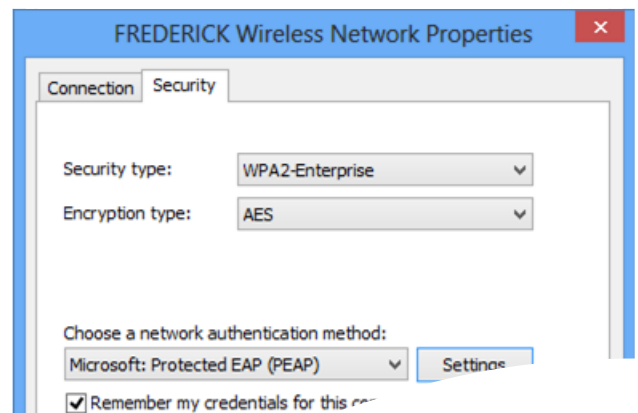 FREDERICK Wireless Network Properties
Connection Security
Security type: WPA2-Enterprise
Encryption type: AES
Choose a network authentication method:
Microsoft: Protected EAP (PEAP) Settings
Remember my credentials for this